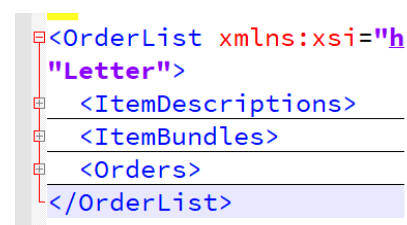 <OrderList xmlns:xsi="h
"Letter">
<ItemDescriptions>
<ItemBundles>
<Orders>
</OrderList>